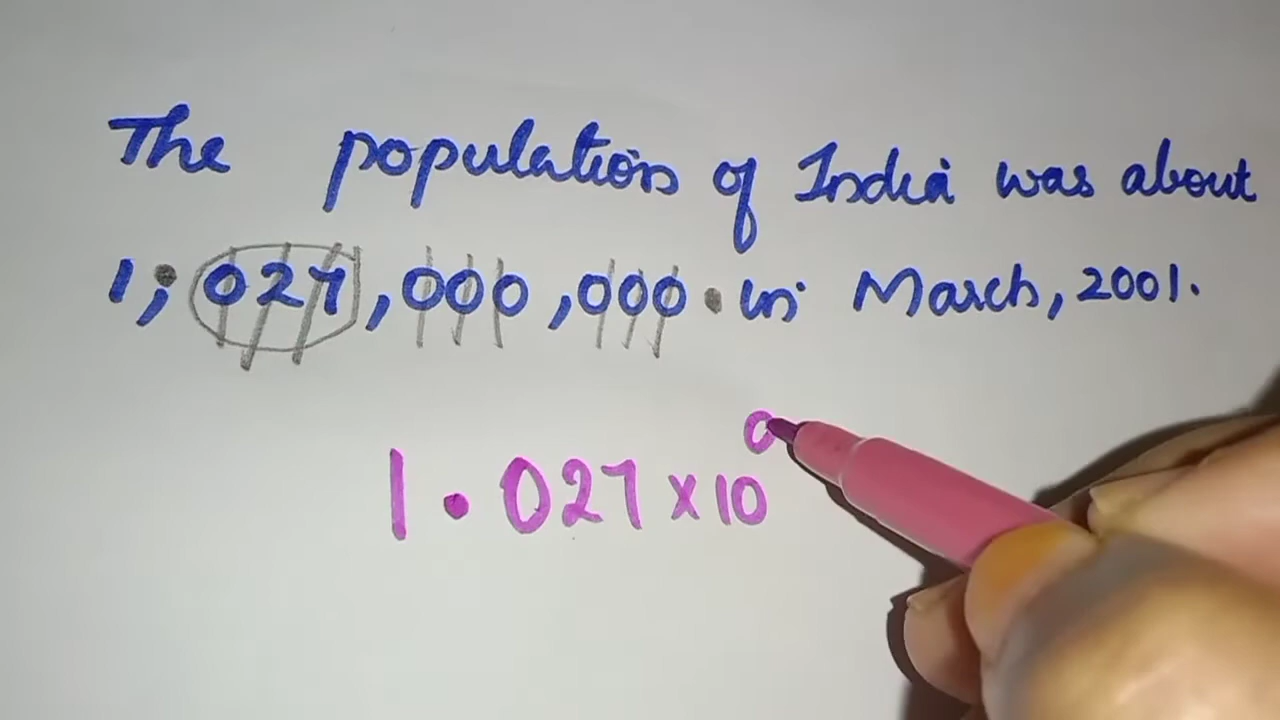 The population of India was about
1,027,000,000 in March, 2001.
1.027 x 10